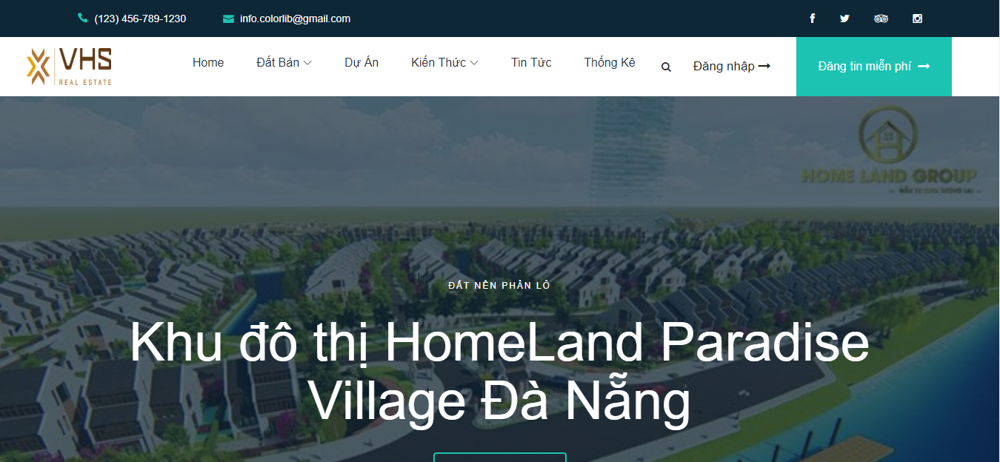 (123) 456-789-1230
info.colorlib@gmail.com
VHS
REAL ESTATE
Home
Đất Bán
Dự Án
Kiến Thức
Tin Tức
Thống Kê
Đăng nhập
Đăng tin miễn phí
HOME LAND GROUP
ĐẤT NỀN PHÂN LÔ
Khu đô thị HomeLand Paradise
Village Đà Nẵng